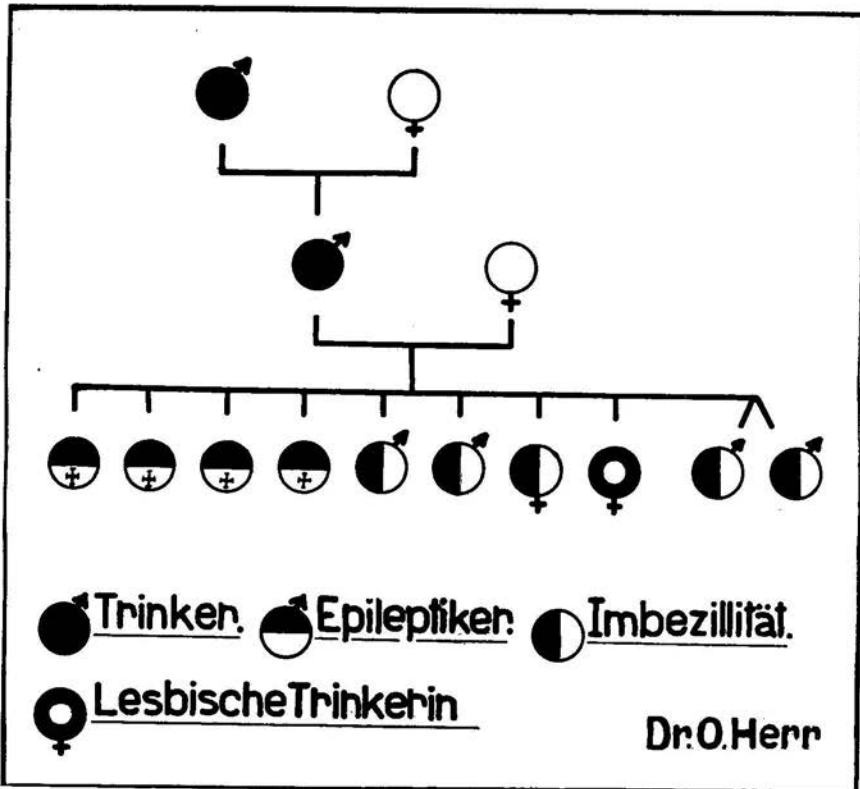 Trinker. Epileptiker. Imbezillität.
Lesbische Trinkerin
Dr. O. Herr